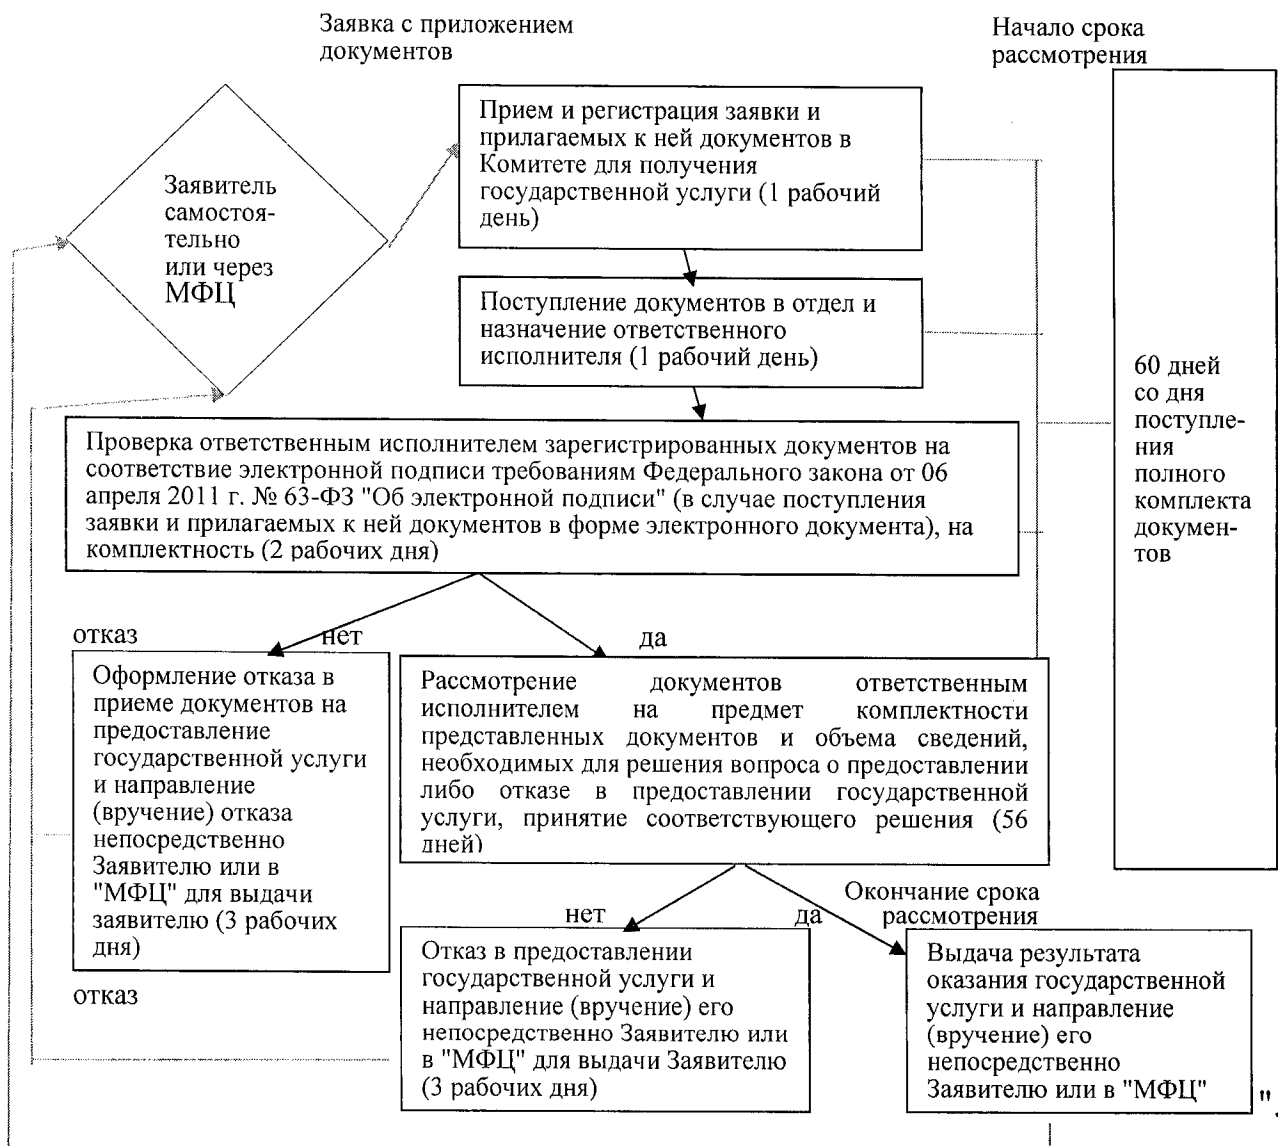 Заявка с приложением
документов
Начало срока
рассмотрения
Заявитель
самостоя-
тельно
или через
МФЦ
Прием и регистрация заявки и
прилагаемых к ней документов в
Комитете для получения
государственной услуги (1 рабочий
день)
Поступление документов в отдел и
назначение ответственного
исполнителя (1 рабочий день)
60 дней
со дня
поступле-
ния
полного
комплекта
докумен-
тов
Проверка ответственным исполнителем зарегистрированных документов на
соответствие электронной подписи требованиям Федерального закона от 06
апреля 2011 г. № 63-ФЗ "Об электронной подписи" (в случае поступления
заявки и прилагаемых к ней документов в форме электронного документа), на
комплектность (2 рабочих дня)
отказ
нет
да
Оформление отказа в
приеме документов на
предоставление
государственной услуги
и направление
(вручение) отказа
непосредственно
Заявителю или в
"МФЦ" для выдачи
заявителю (3 рабочих
дня)
Рассмотрение документов ответственным
исполнителем на предмет комплектности
представленных документов и объема сведений,
необходимых для решения вопроса о предоставлении
либо отказе в предоставлении государственной
услуги, принятие соответствующего решения (56
дней)
Окончание срока
рассмотрения
нет
да
отказ
Отказ в предоставлении
государственной услуги и
направление (вручение) его
непосредственно Заявителю или
в "МФЦ" для выдачи Заявителю
(3 рабочих дня)
Выдача результата
оказания государственной
услуги и направление
(вручение) его
непосредственно
Заявителю или в "МФЦ"
".